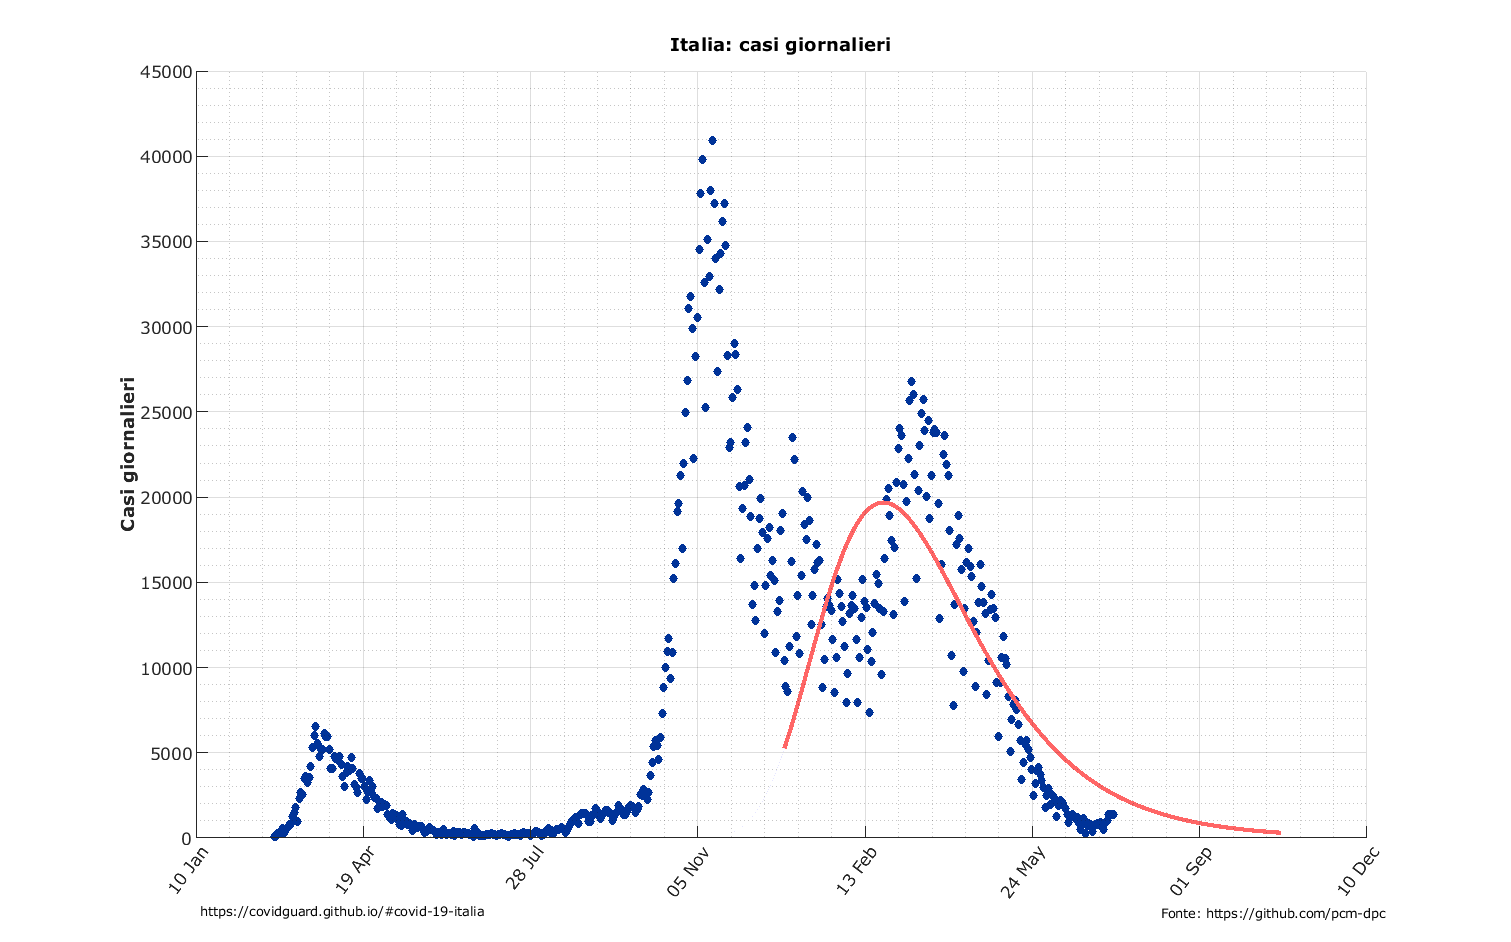 Italia: casi giornalieri
45000
40000
35000
30000
25000
20000
15000
10000
5000
0
Casi giornalieri
10 Jan
19 Apr
28 Jul
05 Nov
13 Feb
24 May
01 Sep
10 Dec
https://covidguard.github.io/#covid-19-italia
Fonte: https://github.com/pcm-dpc